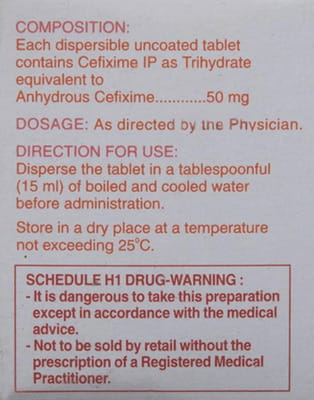 COMPOSITION:
Each dispersible uncoated tablet
contains Cefixime IP as Trihydrate
equivalent to
Anhydrous Cefixime............50 mg
DOSAGE: As directed by the Physician.
DIRECTION FOR USE:
Disperse the tablet in a tablespoonful
(15 ml) of boiled and cooled water
before administration.
Store in a dry place at a temperature
not exceeding 25°C.
SCHEDULE H1 DRUG-WARNING :
- It is dangerous to take this preparation
except in accordance with the medical
advice.
- Not to be sold by retail without the
prescription of a Registered Medical
Practitioner.